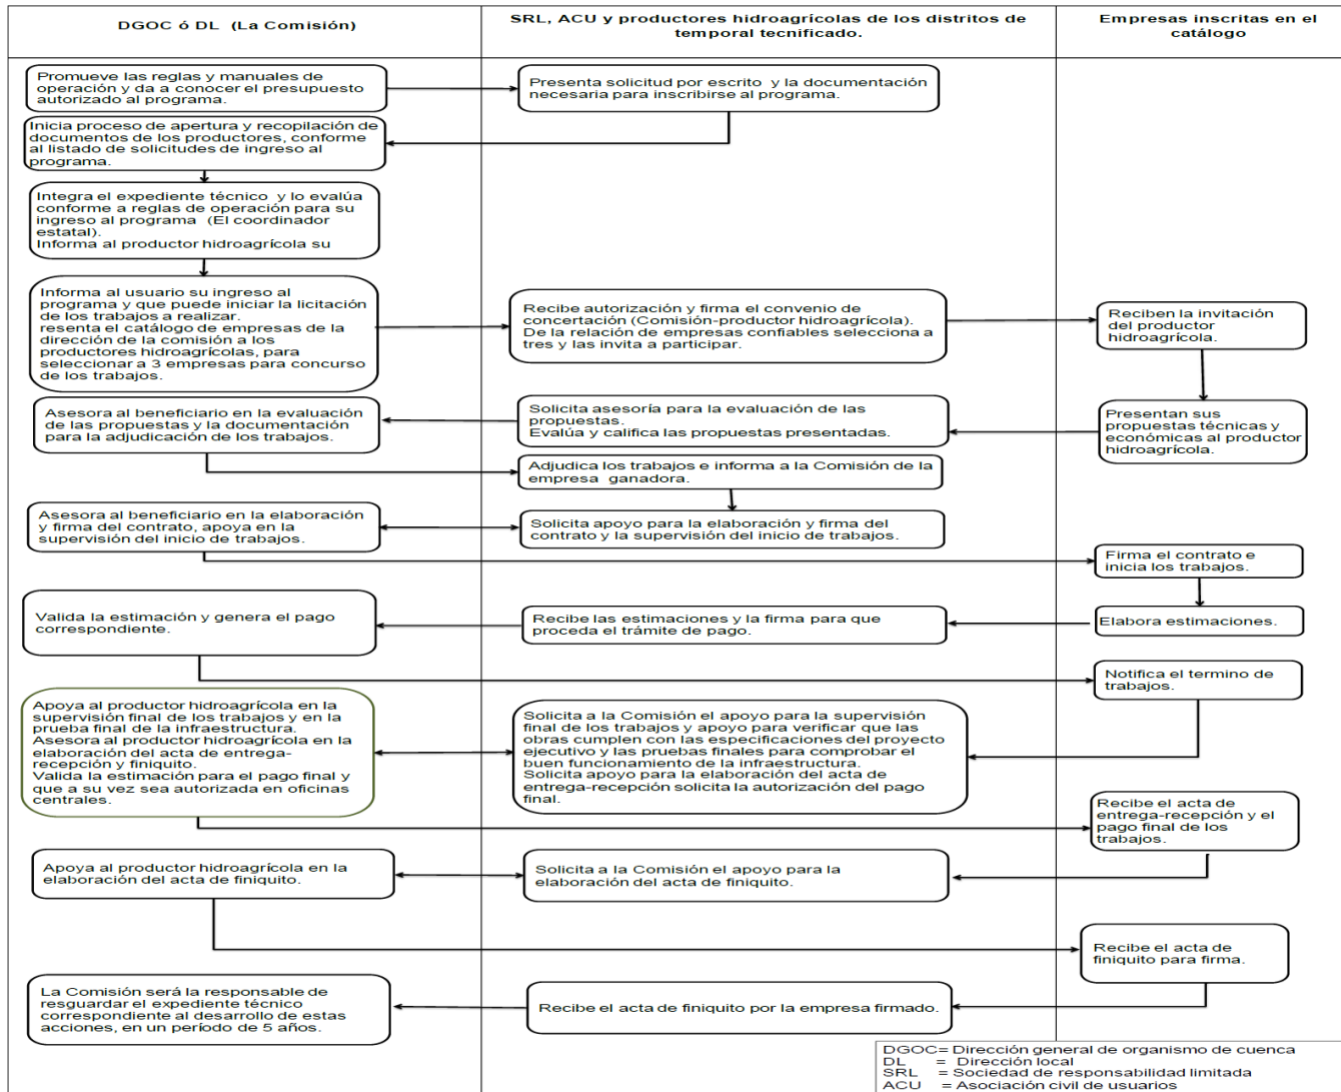 DGOC ó DL (La Comisión)
SRL, ACU y productores hidroagrícolas de los distritos de
temporal tecnificado.
Empresas inscritas en el
catálogo
Promueve las reglas y manuales de
operación y da a conocer el presupuesto
autorizado al programa.
Presenta solicitud por escrito y la documentación
necesaria para inscribirse al programa.
Inicia proceso de apertura y recopilación de
documentos de los productores, conforme
al listado de solicitudes de ingreso al
programa.
Integra el expediente técnico y lo evalúa
conforme a reglas de operación para su
ingreso al programa (El coordinador
estatal).
Informa al productor hidroagrícola su
Informa al usuario su ingreso al
programa y que puede iniciar la licitación
de los trabajos a realizar.
resenta el catálogo de empresas de la
dirección de la comisión a los
productores hidroagrícolas, para
seleccionar a 3 empresas para concurso
de los trabajos.
Recibe autorización y firma el convenio de
concertación (Comisión-productor hidroagrícola).
De la relación de empresas confiables selecciona a
tres y las invita a participar.
Reciben la invitación
del productor
hidroagrícola.
Asesora al beneficiario en la evaluación
de las propuestas y la documentación
para la adjudicación de los trabajos.
Solicita asesoría para la evaluación de las
propuestas.
Evalúa y califica las propuestas presentadas.
Presentan sus
propuestas técnicas y
económicas al productor
hidroagrícola.
Adjudica los trabajos e informa a la Comisión de la
empresa ganadora.
Asesora al beneficiario en la elaboración
y firma del contrato, apoya en la
supervisión del inicio de trabajos.
Solicita apoyo para la elaboración y firma del
contrato y la supervisión del inicio de trabajos.
Firma el contrato e
inicia los trabajos.
Valida la estimación y genera el pago
correspondiente.
Recibe las estimaciones y la firma para que
proceda el trámite de pago.
Elabora estimaciones.
Notifica el termino de
trabajos.
Apoya al productor hidroagrícola en la
supervisión final de los trabajos y en la
prueba final de la infraestructura.
Asesora al productor hidroagrícola en la
elaboración del acta de entrega-
recepción y finiquito.
Valida la estimación para el pago final y
que a su vez sea autorizada en oficinas
centrales.
Solicita a la Comisión el apoyo para la supervisión
final de los trabajos y apoyo para verificar que las
obras cumplen con las especificaciones del proyecto
ejecutivo y las pruebas finales para comprobar el
buen funcionamiento de la infraestructura.
Solicita apoyo para la elaboración del acta de
entrega-recepción solicita la autorización del pago
final.
Recibe el acta de
entrega-recepción y el
pago final de los
trabajos.
Apoya al productor hidroagrícola en la
elaboración del acta de finiquito.
Solicita a la Comisión el apoyo para la
elaboración del acta de finiquito.
Recibe el acta de
finiquito para firma.
La Comisión será la responsable de
resguardar el expediente técnico
correspondiente al desarrollo de estas
acciones, en un período de 5 años.
Recibe el acta de finiquito por la empresa firmado.
DGOC= Dirección general de organismo de cuenca
DL = Dirección local
SRL = Sociedad de responsabilidad limitada
ACU = Asociación civil de usuarios